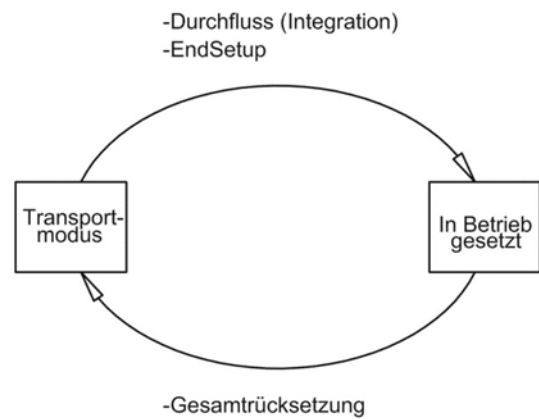 -Durchfluss (Integration)
-EndSetup
Transport-
modus
In Betrieb
gesetzt
-Gesamtrücksetzung